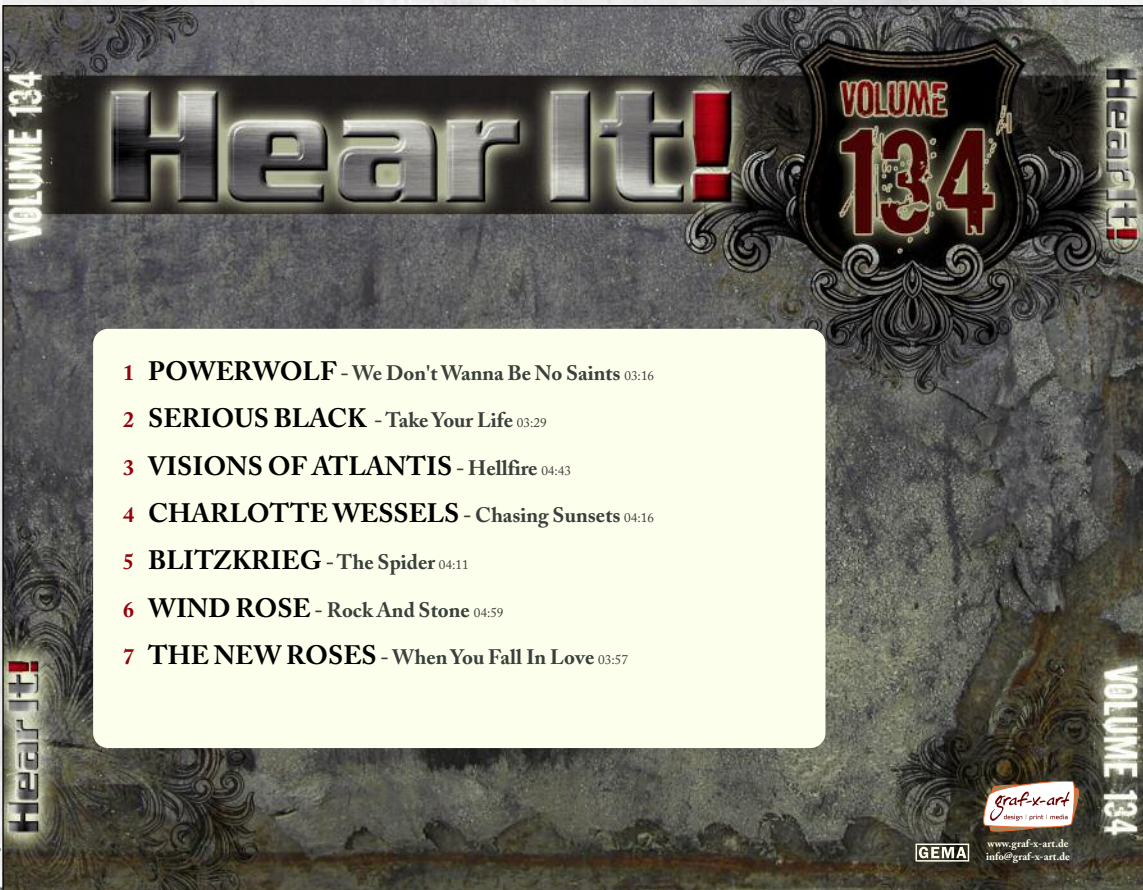 VOLUME 134
Hear It!
VOLUME
134
Hear It!
1 POWERWOLF - We Don't Wanna Be No Saints 03:16
2 SERIOUS BLACK - Take Your Life 03:29
3 VISIONS OF ATLANTIS - Hellfire 04:43
4 CHARLOTTE WESSELS - Chasing Sunsets 04:16
5 BLITZKRIEG - The Spider 04:11
6 WIND ROSE - Rock And Stone 04:59
7 THE NEW ROSES - When You Fall In Love 03:57
Hear It!
VOLUME 134
graf-x-art
design | print | media
GEMA
www.graf-x-art.de
info@graf-x-art.de